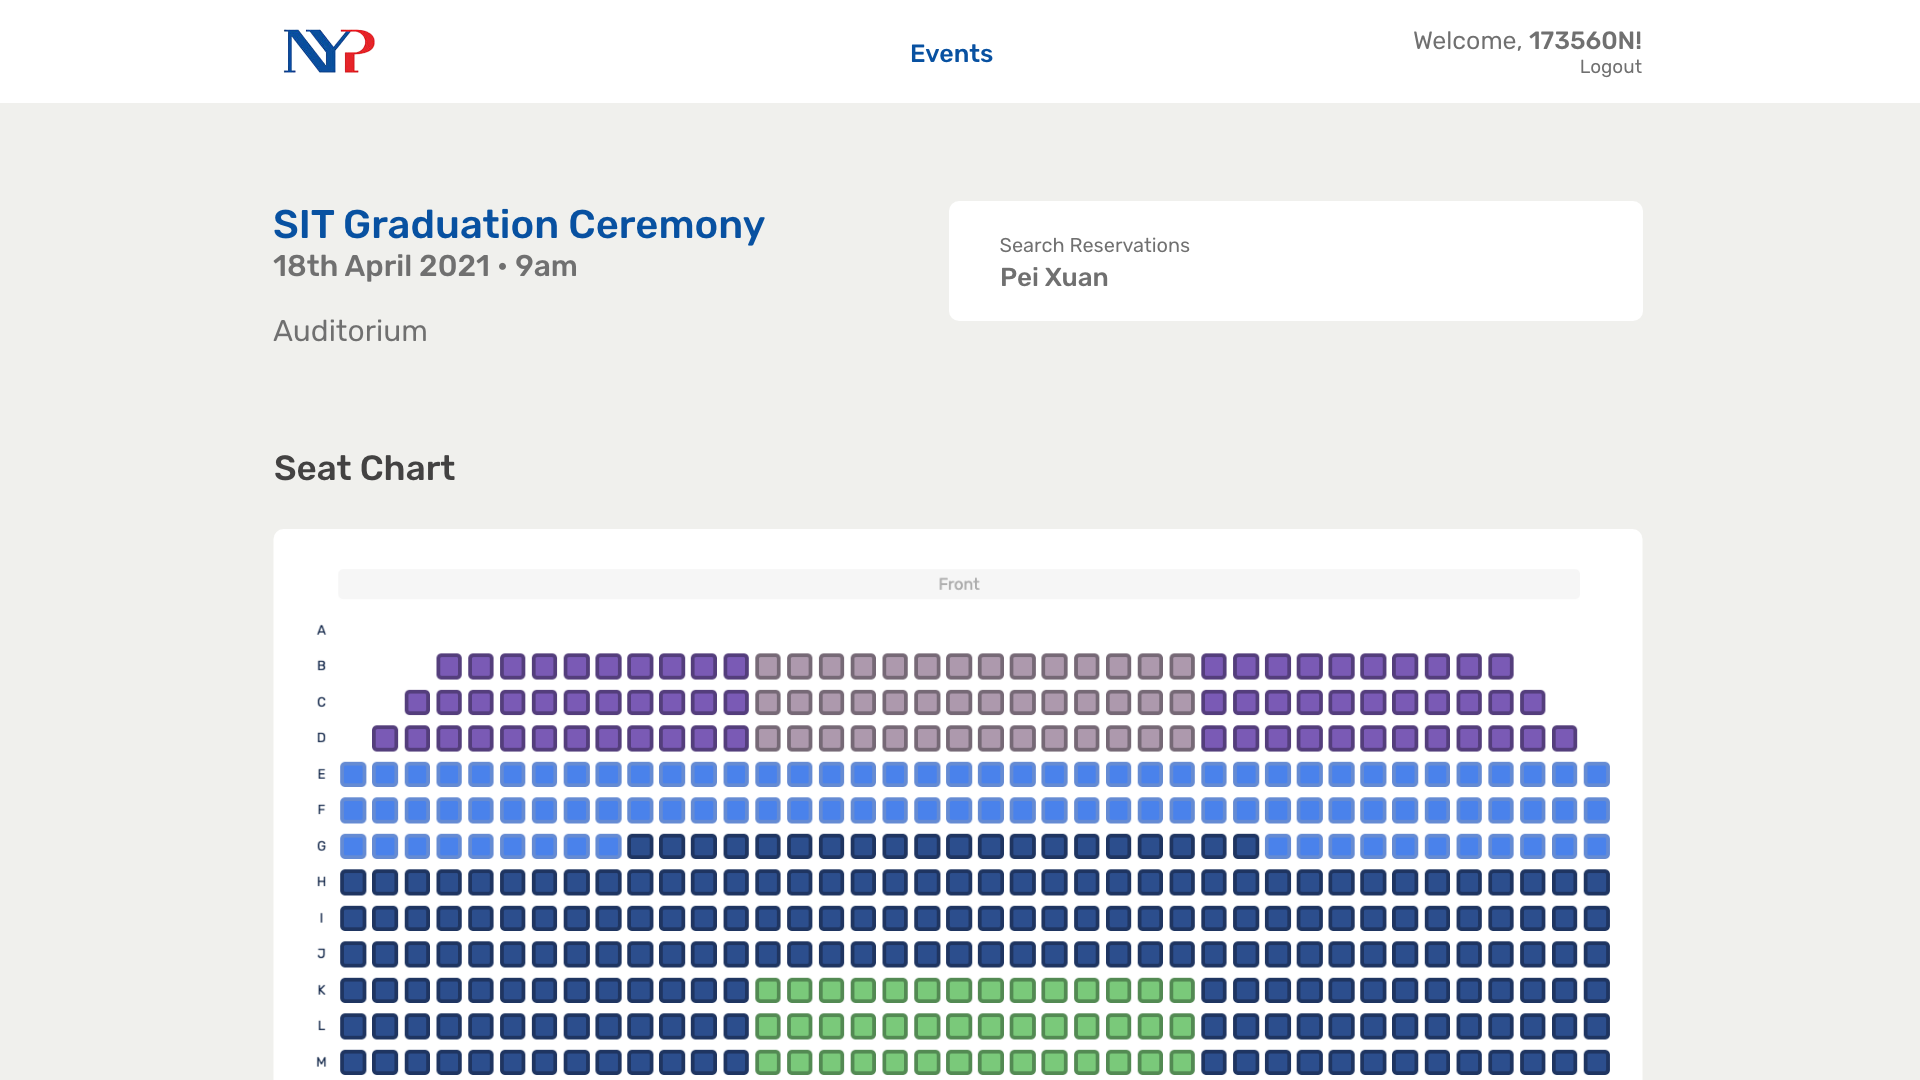 NYP
Events
Welcome, 173560N!
Logout
SIT Graduation Ceremony
18th April 2021 • 9am
Auditorium
Search Reservations
Pei Xuan
Seat Chart
Front
A
B
C
D
E
F
G
H
I
J
K
L
M